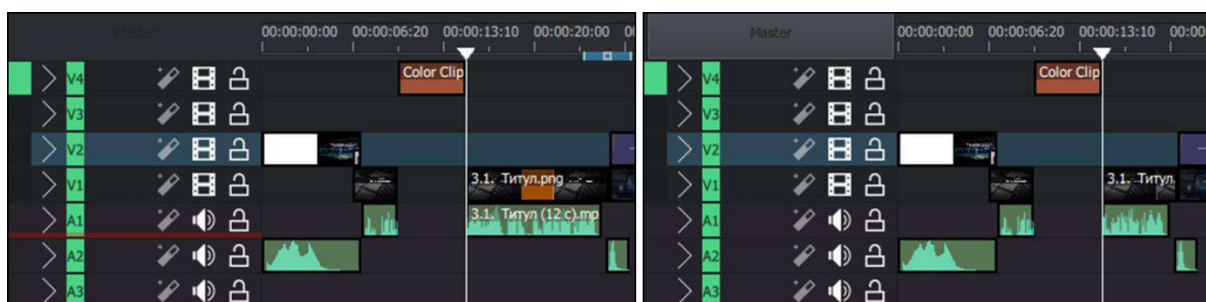 Master
00:00:00:00 00:00:06:20 00:00:13:10 00:00:20:00
V4
Color Clip
V3
V2
V1
3.1. Титул.png
A1
3.1. Титул (12 с).mp
A2
A3
Master
00:00:00:00 00:00:06:20 00:00:13:10 00:00
V4
Color Clip
V3
V2
V1
3.1. Титул
A1
A2
A3